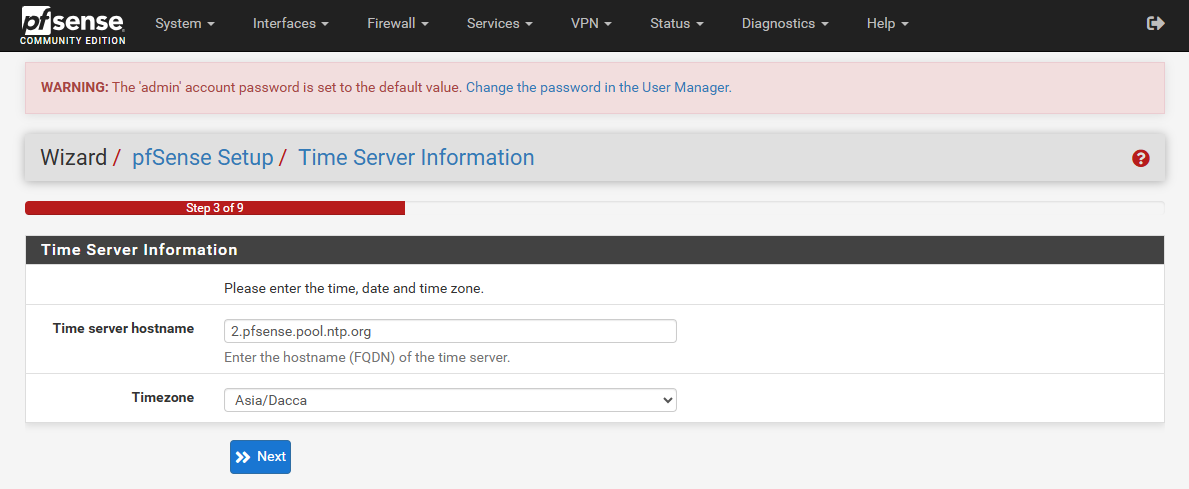 pfsense System Interfaces Firewall Services VPN Status Diagnostics Help
COMMUNITY EDITION
WARNING: The 'admin' account password is set to the default value. Change the password in the User Manager.
Wizard / pfSense Setup / Time Server Information
Step 3 of 9
Time Server Information
Please enter the time, date and time zone.
Time server hostname 2.pfsense.pool.ntp.org
Enter the hostname (FQDN) of the time server.
Timezone Asia/Dacca
Next